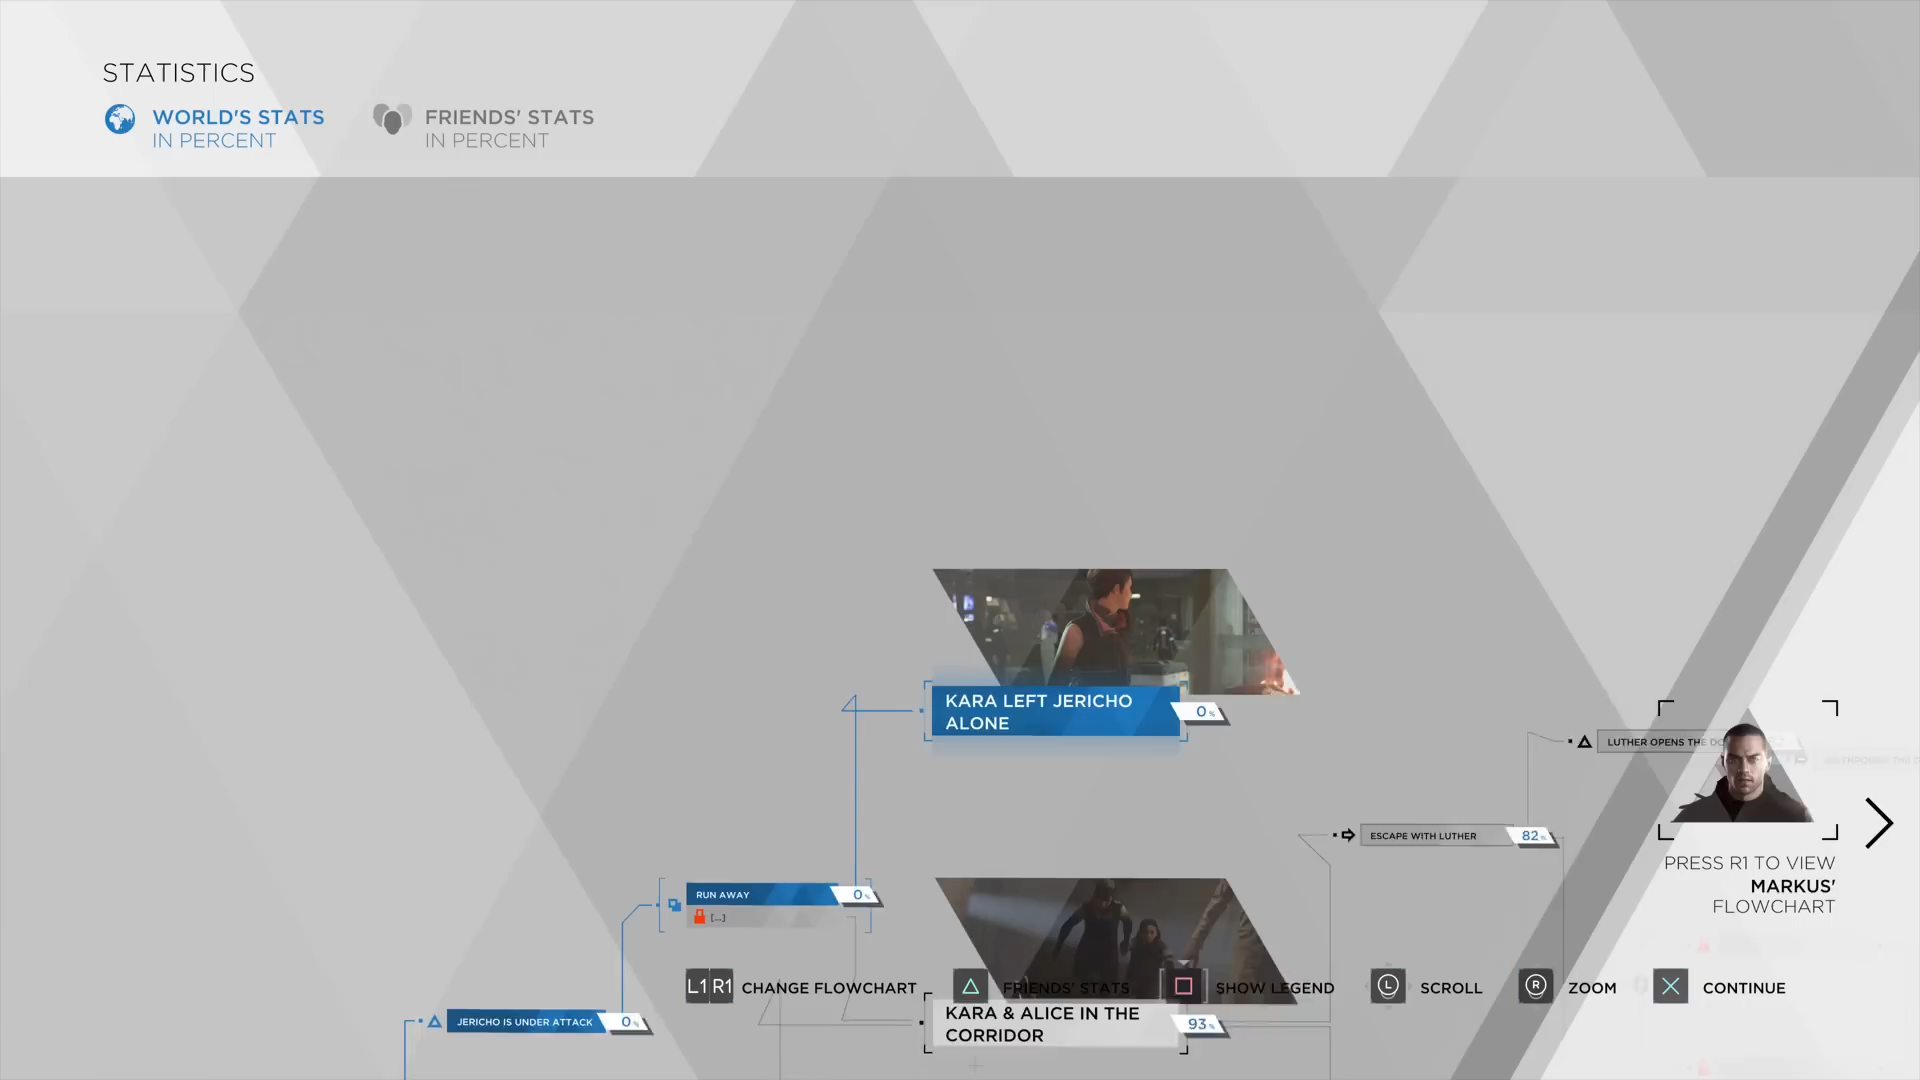 STATISTICS
WORLD'S STATS
IN PERCENT
FRIENDS' STATS
IN PERCENT
KARA LEFT JERICHO
ALONE
0%
LUTHER OPENS THE
ESCAPE WITH LUTHER
82%
PRESS R1 TO VIEW
MARKUS'
FLOWCHART
RUN AWAY
0%
[...]
L1 R1 CHANGE FLOWCHART
FRIENDS' STATS
SHOW LEGEND
L SCROLL
R ZOOM
CONTINUE
JERICHO IS UNDER ATTACK
0%
KARA & ALICE IN THE
CORRIDOR
93%